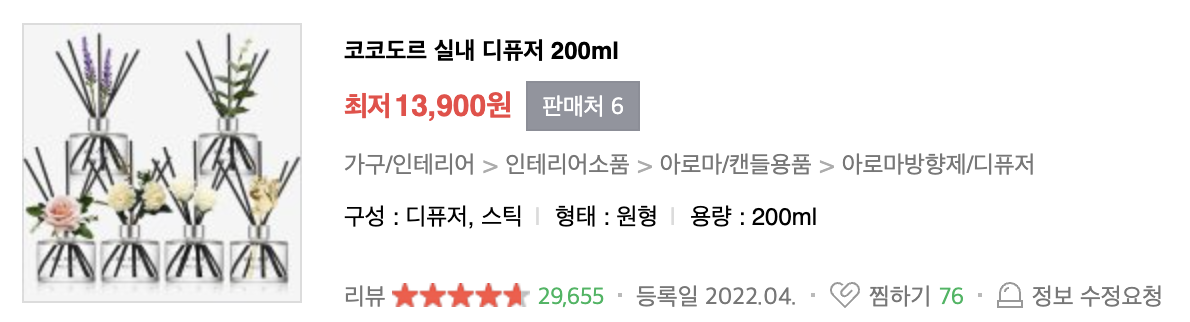 코코도르 실내 디퓨저 200ml
최저 13,900원 판매처 6
가구/인테리어 > 인테리어소품 > 아로마/캔들용품 > 아로마방향제/디퓨저
구성 : 디퓨저, 스틱 | 형태 : 원형 | 용량 : 200ml
리뷰 ★★★★★ 29,655 · 등록일 2022.04. · 찜하기 76 · 정보 수정요청